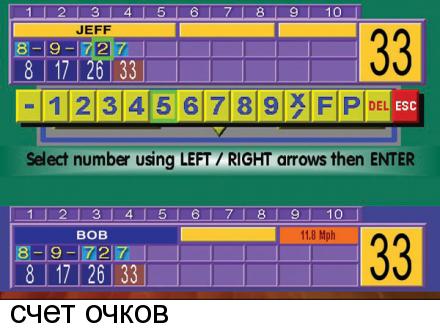 1 2 3 4 5 6 7 8 9 10
JEFF
8 - 9 - 7 2 7
8 17 26 33
33
- 1 2 3 4 5 6 7 8 9 X/ F P DEL ESC
Select number using LEFT / RIGHT arrows then ENTER
1 2 3 4 5 6 7 8 9 10
BOB 11.8 Mph
8 - 9 - 7 2 7
8 17 26 33
33
счет очков